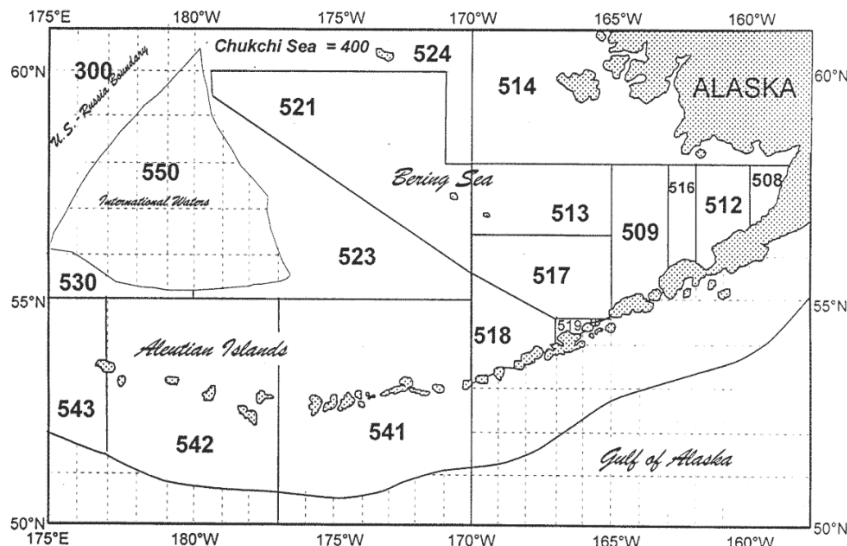 175°E 180°W 175°W 170°W 165°W 160°W
Chukchi Sea = 400
524
60°N
300
60°N
514
ALASKA
U.S.-Russia Boundary
521
550
Bering Sea
International Waters
516
508
513
512
509
523
517
530
55°N
55°N
519
518
Aleutian Islands
543
542
541
Gulf of Alaska
50°N
50°N
175°E 180°W 175°W 170°W 165°W 160°W